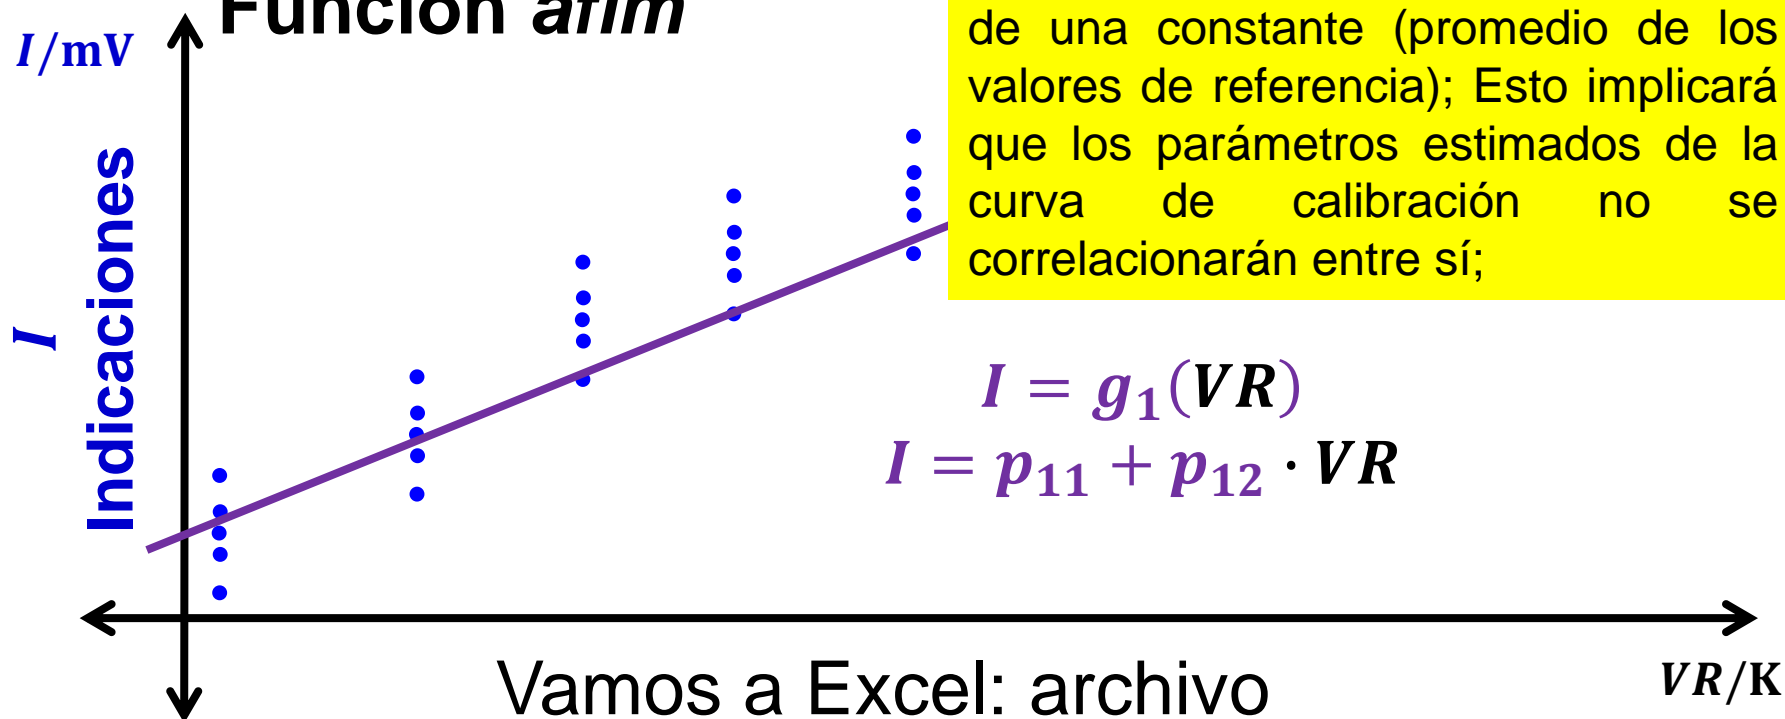 Función afim
I/mV
I
Indicaciones
de una constante (promedio de los
valores de referencia); Esto implicará
que los parámetros estimados de la
curva de calibración no se
correlacionarán entre sí;
I = g₁(VR)
I = p₁₁ + p₁₂ · VR
Vamos a Excel: archivo
VR/K